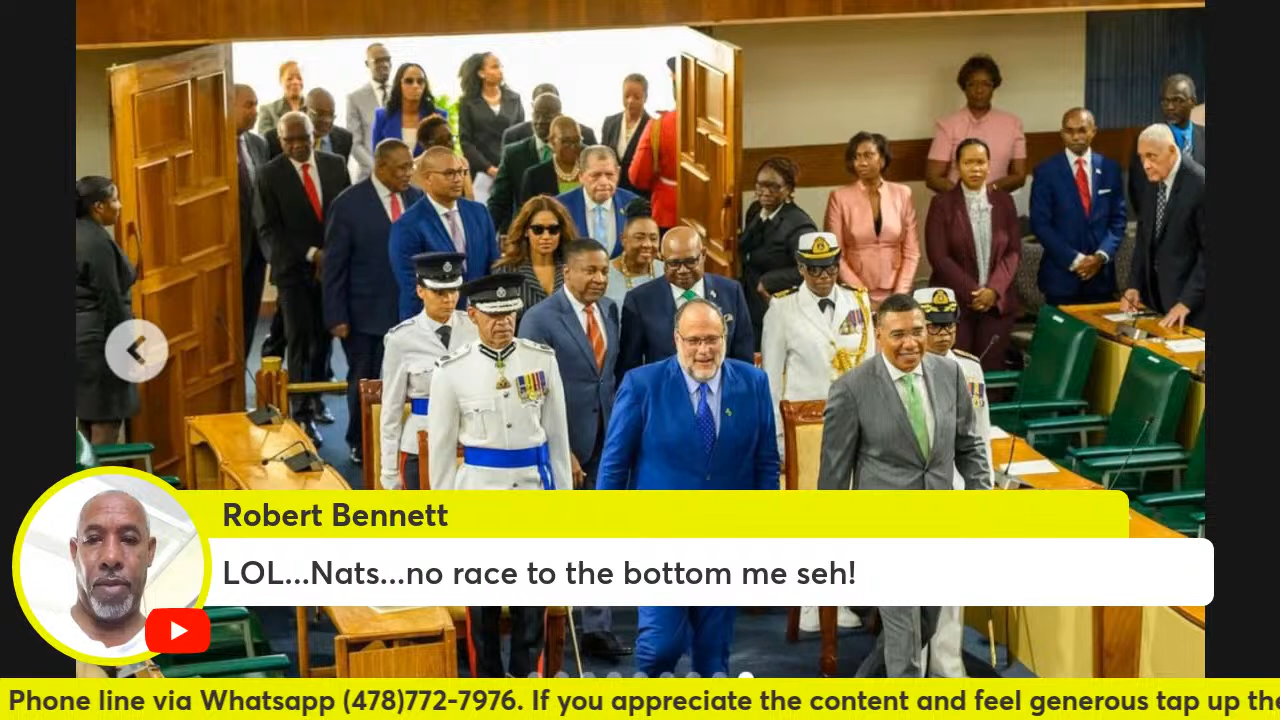 Robert Bennett
LOL...Nats...no race to the bottom me seh!
Phone line via Whatsapp (478)772-7976. If you appreciate the content and feel generous tap up